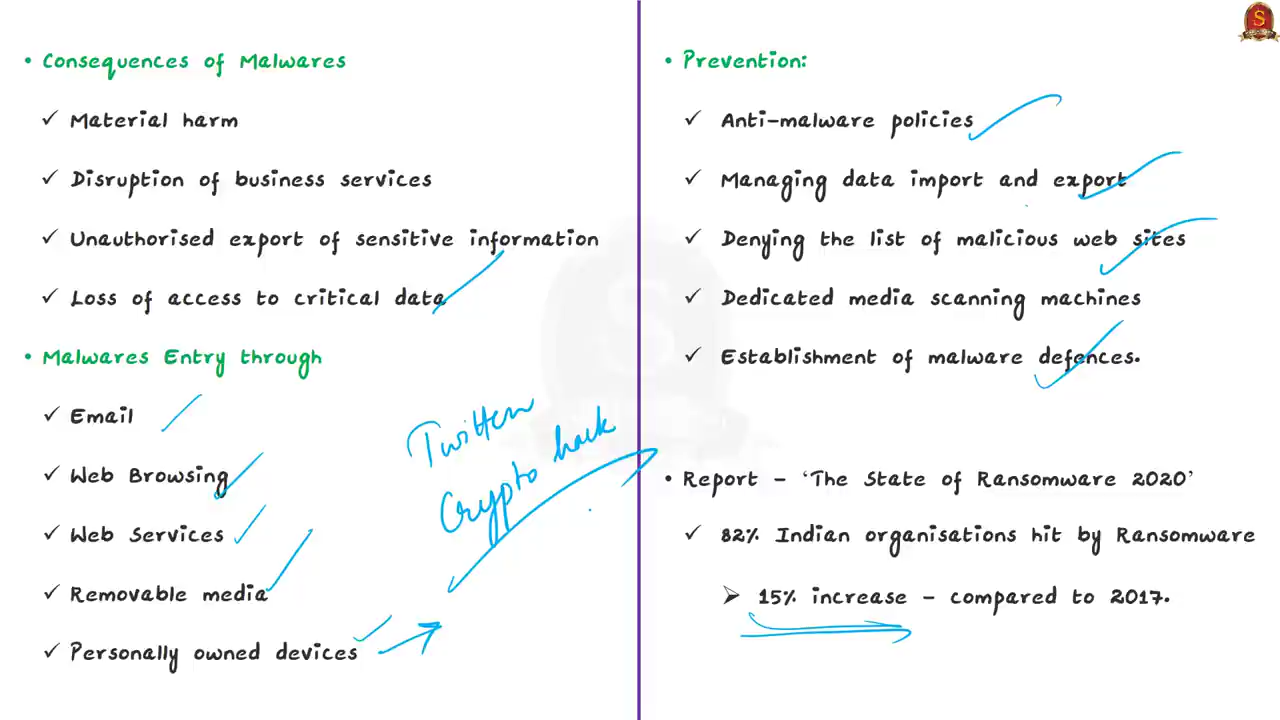 • Consequences of Malwares
✓ Material harm
✓ Disruption of business services
✓ Unauthorised export of sensitive information
✓ Loss of access to critical data
• Malwares Entry through
✓ Email
✓ Web Browsing
✓ Web Services
✓ Removable media
✓ Personally owned devices
Twitter
Crypto hack
• Prevention:
✓ Anti-malware policies
✓ Managing data import and export
✓ Denying the list of malicious web sites
✓ Dedicated media scanning machines
✓ Establishment of malware defences.
• Report - ‘The State of Ransomware 2020’
✓ 82% Indian organisations hit by Ransomware
➢ 15% increase - compared to 2017.
S